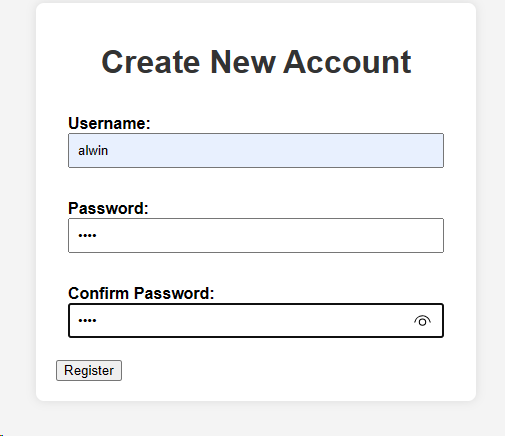 Create New Account
Username:
alwin
Password:
••••
Confirm Password:
••••
Register